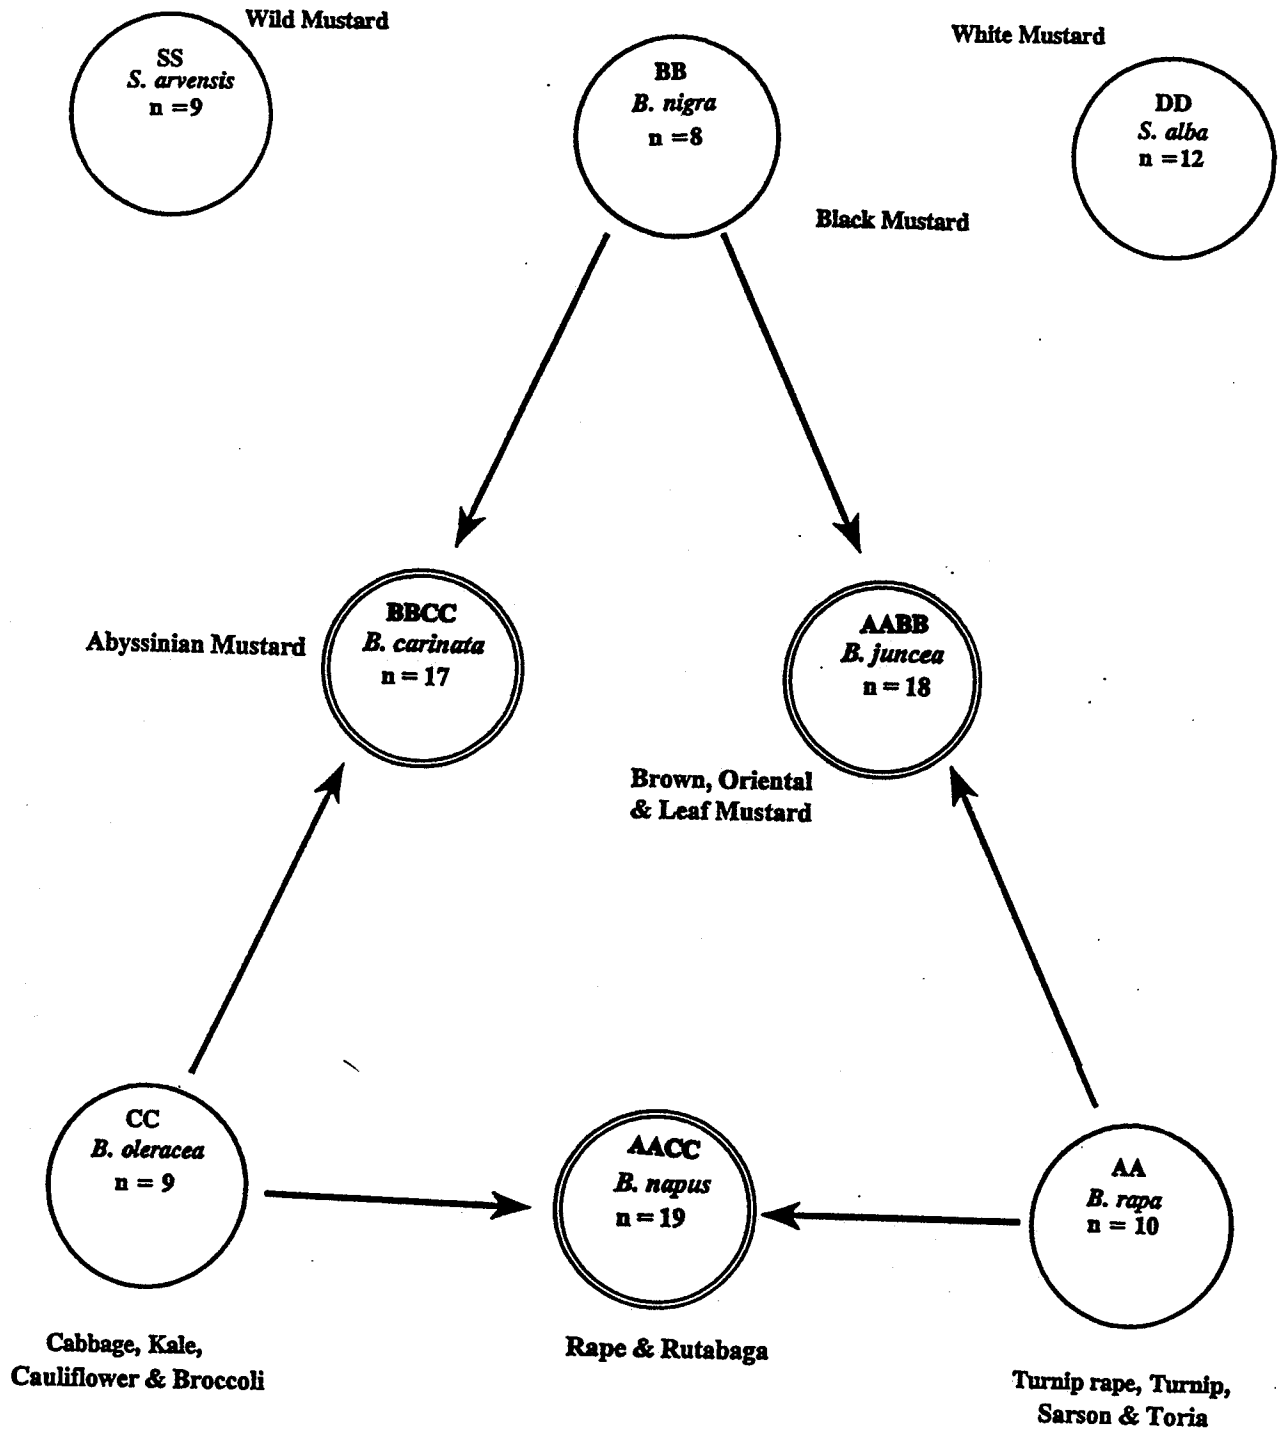 Wild Mustard
SS
S. arvensis
n =9
BB
B. nigra
n =8
White Mustard
DD
S. alba
n =12
Black Mustard
Abyssinian Mustard
BBCC
B. carinata
n = 17
AABB
B. juncea
n = 18
Brown, Oriental
& Leaf Mustard
CC
B. oleracea
n = 9
AACC
B. napus
n = 19
AA
B. rapa
n = 10
Cabbage, Kale,
Cauliflower & Broccoli
Rape & Rutabaga
Turnip rape, Turnip,
Sarson & Toria